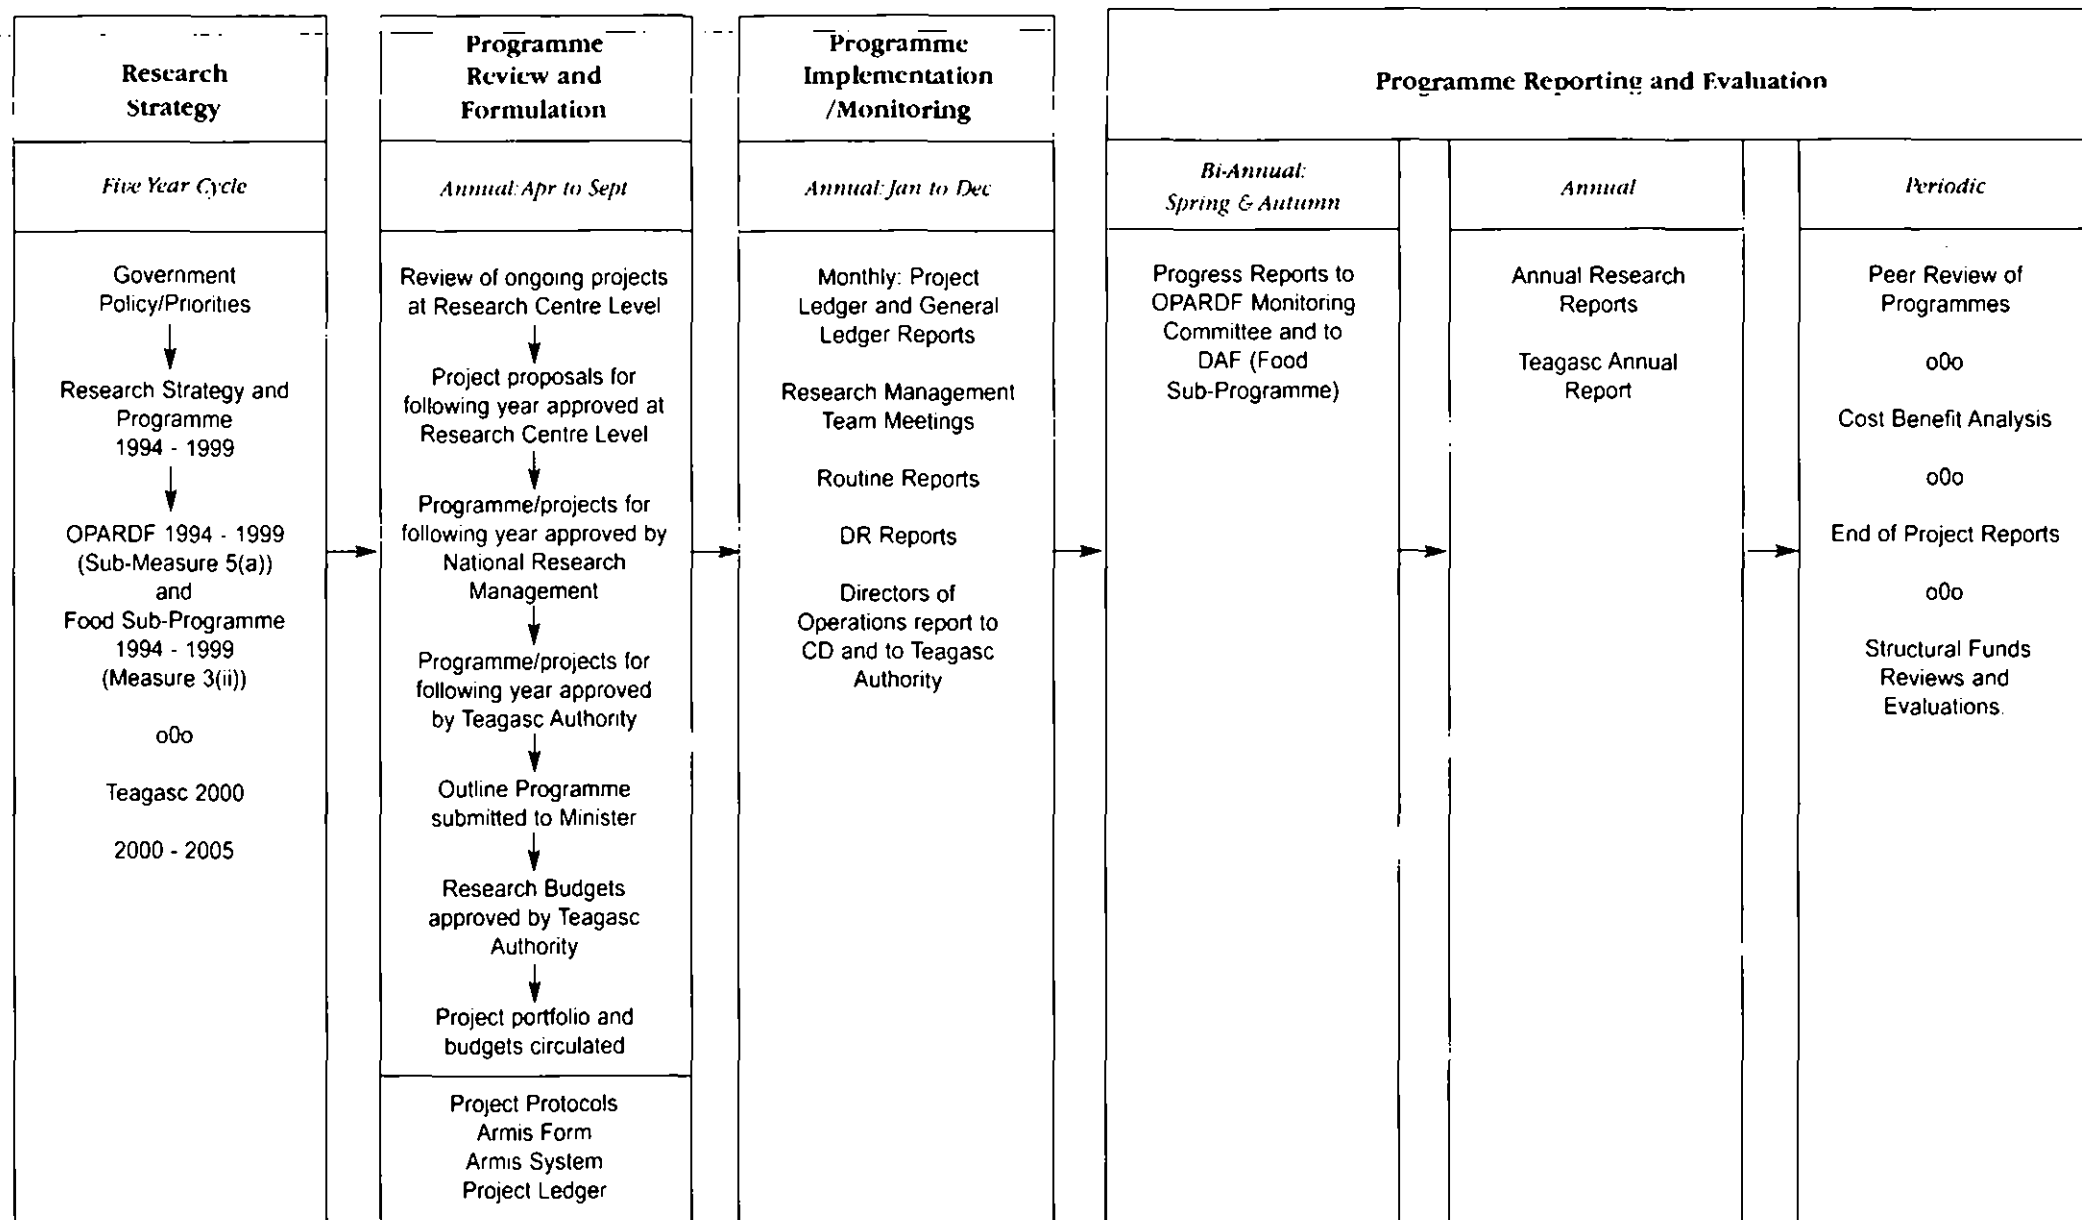 Research
Strategy
Five Year Cycle
Government
Policy/Priorities
Research Strategy and
Programme
1994 - 1999
OPARDF 1994 - 1999
(Sub-Measure 5(a))
and
Food Sub-Programme
1994 - 1999
(Measure 3(ii))
o0o
Teagasc 2000
2000 - 2005
Programme
Review and
Formulation
Annual: Apr to Sept
Review of ongoing projects
at Research Centre Level
Project proposals for
following year approved at
Research Centre Level
Programme/projects for
following year approved by
National Research
Management
Programme/projects for
following year approved
by Teagasc Authority
Outline Programme
submitted to Minister
Research Budgets
approved by Teagasc
Authority
Project portfolio and
budgets circulated
Project Protocols
Armis Form
Armis System
Project Ledger
Programme
Implementation
/Monitoring
Annual: Jan to Dec
Monthly: Project
Ledger and General
Ledger Reports
Research Management
Team Meetings
Routine Reports
DR Reports
Directors of
Operations report to
CD and to Teagasc
Authority
Programme Reporting and Evaluation
Bi-Annual:
Spring & Autumn
Progress Reports to
OPARDF Monitoring
Committee and to
DAF (Food
Sub-Programme)
Annual
Annual Research
Reports
Teagasc Annual
Report
Periodic
Peer Review of
Programmes
o0o
Cost Benefit Analysis
o0o
End of Project Reports
o0o
Structural Funds
Reviews and
Evaluations.